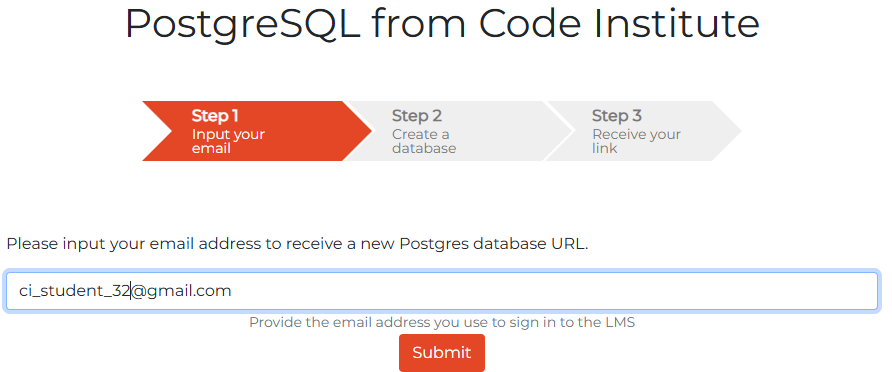 PostgreSQL from Code Institute
Step 1
Input your
email
Step 2
Create a
database
Step 3
Receive your
link
Please input your email address to receive a new Postgres database URL.
ci_student_32@gmail.com
Provide the email address you use to sign in to the LMS
Submit